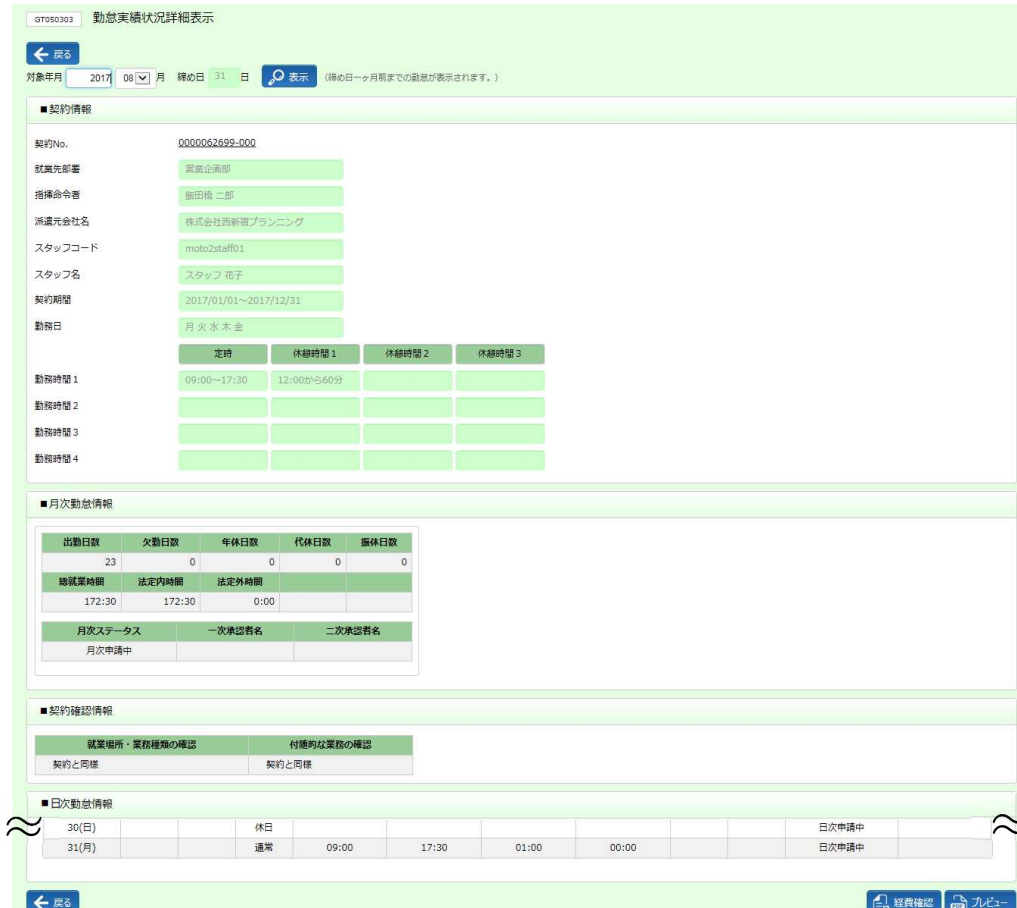 GT050303 勤怠実績状況詳細表示
戻る
対象年月 2017 08 月 締め日 31 日 表示 (締め日一ヶ月前までの勤怠が表示されます。)
■契約情報
契約No. 0000062699-000
就業先部署 営業企画部
指揮命令者 飯田橋 二郎
派遣元会社名 株式会社西新宿プランニング
スタッフコード moto2staff01
スタッフ名 スタッフ 花子
契約期間 2017/01/01～2017/12/31
勤務日 月 火 水 木 金
定時 休憩時間1 休憩時間2 休憩時間3
勤務時間1 09:00～17:30 12:00から60分
勤務時間2
勤務時間3
勤務時間4
■月次勤怠情報
出勤日数 欠勤日数 年休日数 代休日数 振休日数
23 0 0 0 0
総就業時間 法定内時間 法定外時間
172:30 172:30 0:00
月次ステータス 一次承認者名 二次承認者名
月次申請中
■契約確認情報
就業場所・業務種類の確認 付随的な業務の確認
契約と同様 契約と同様
■日次勤怠情報
30(日) 休日 日次申請中
31(月) 通常 09:00 17:30 01:00 00:00 日次申請中
戻る 経費確認 PDF プレビュー